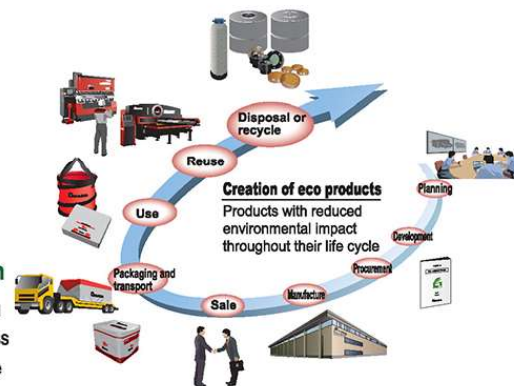 Disposal or
recycle
Reuse
Use
Packaging and
transport
Sale
Manufacture
Procurement
Development
Planning
Creation of eco products
Products with reduced
environmental impact
throughout their life cycle